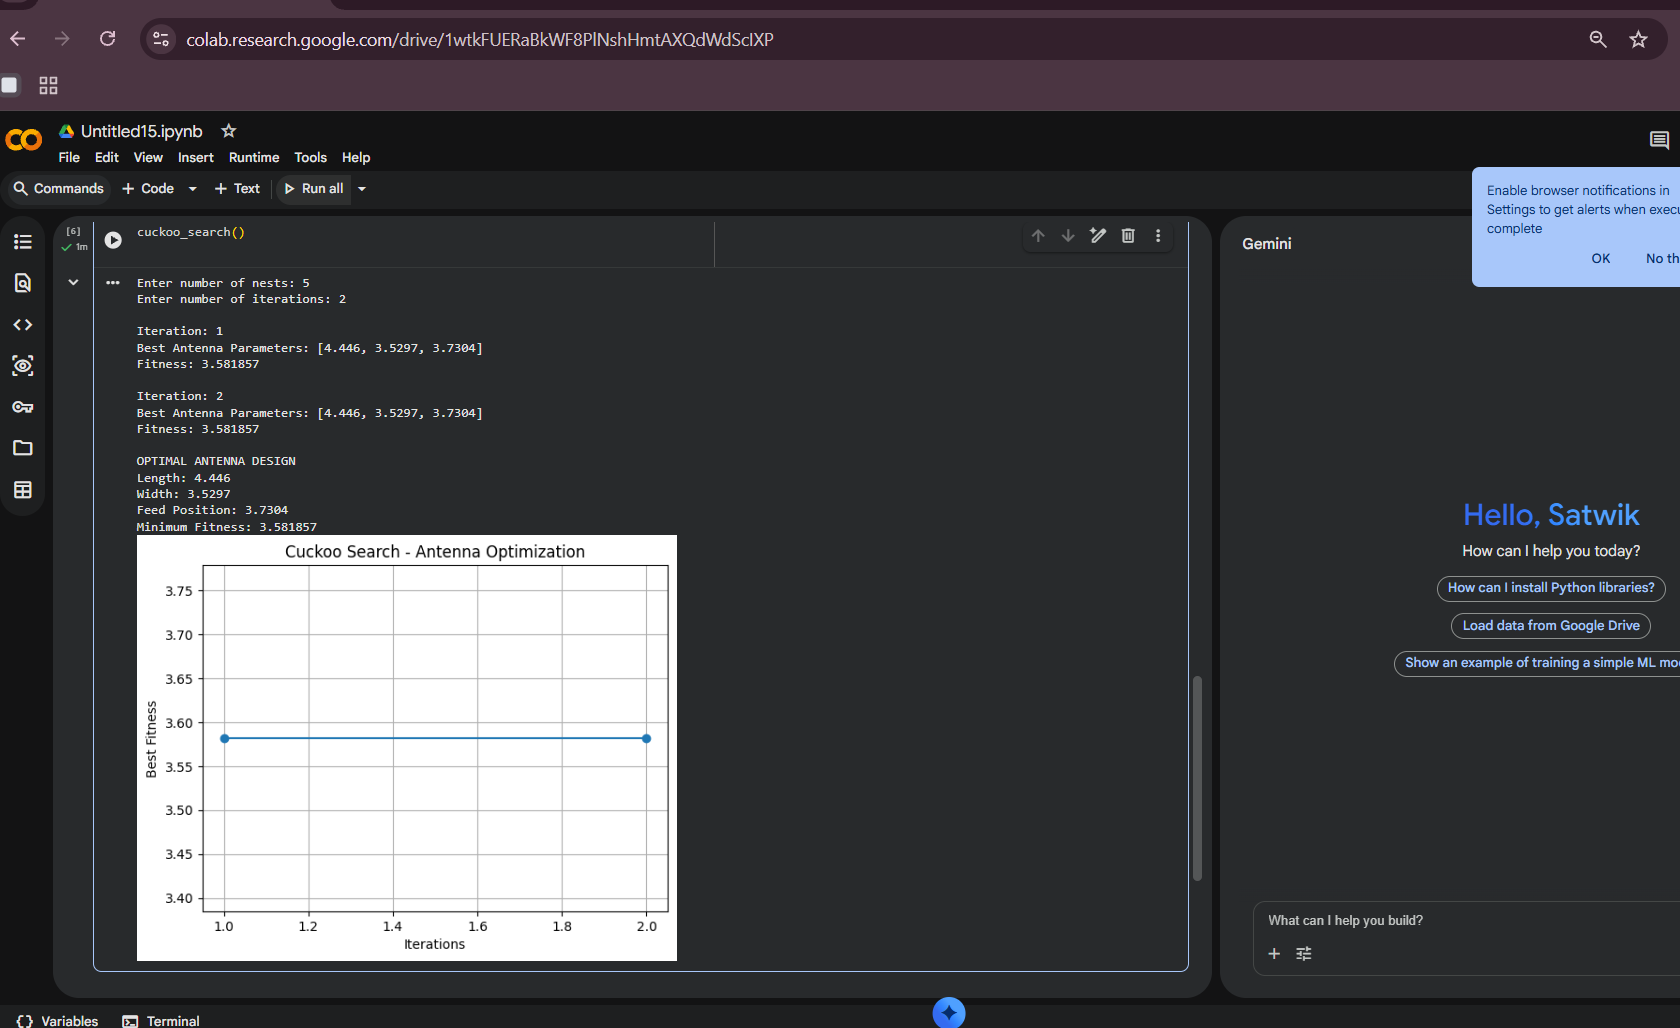 colab.research.google.com/drive/1wtkFUERaBkWF8PlNshHmtAXQdWdScIXP
Untitled15.ipynb
File Edit View Insert Runtime Tools Help
Commands + Code + Text Run all
Enable browser notifications in
Settings to get alerts when execu
complete
OK No th
[6]
1m
cuckoo_search()
Enter number of nests: 5
Enter number of iterations: 2
Iteration: 1
Best Antenna Parameters: [4.446, 3.5297, 3.7304]
Fitness: 3.581857
Iteration: 2
Best Antenna Parameters: [4.446, 3.5297, 3.7304]
Fitness: 3.581857
OPTIMAL ANTENNA DESIGN
Length: 4.446
Width: 3.5297
Feed Position: 3.7304
Minimum Fitness: 3.581857
Cuckoo Search - Antenna Optimization
3.75
3.70
3.65
3.60
3.55
3.50
3.45
3.40
Best Fitness
1.0 1.2 1.4 1.6 1.8 2.0
Iterations
Gemini
Hello, Satwik
How can I help you today?
How can I install Python libraries?
Load data from Google Drive
Show an example of training a simple ML mo
What can I help you build?
Variables Terminal